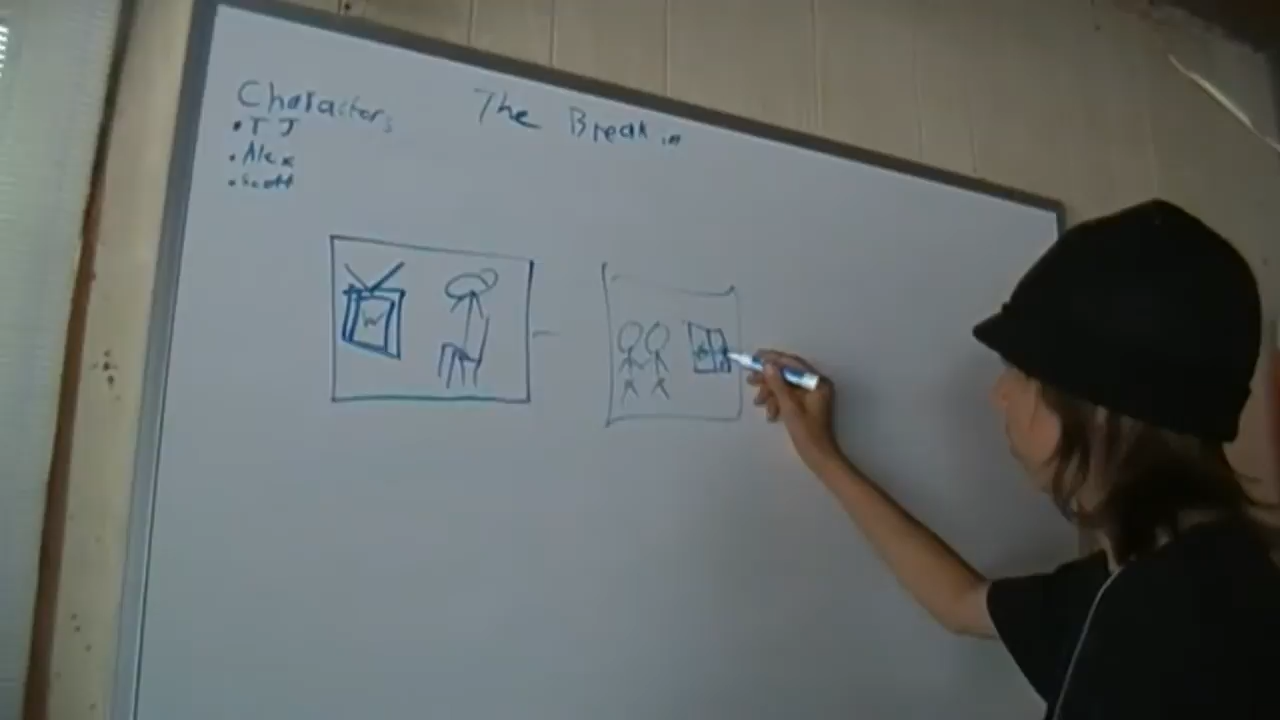 Characters
The Break in
• TJ
• Alex
• Scott